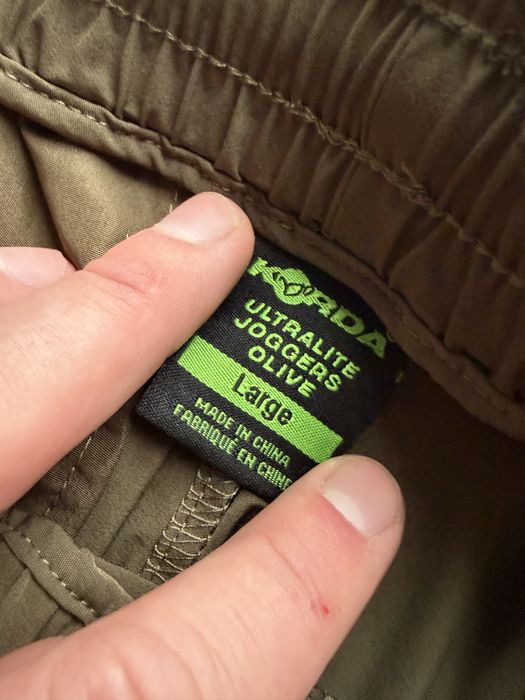 KORDA
ULTRALITE
JOGGERS
OLIVE
Large
MADE IN CHINA
FABRIQUÉ EN CHINE